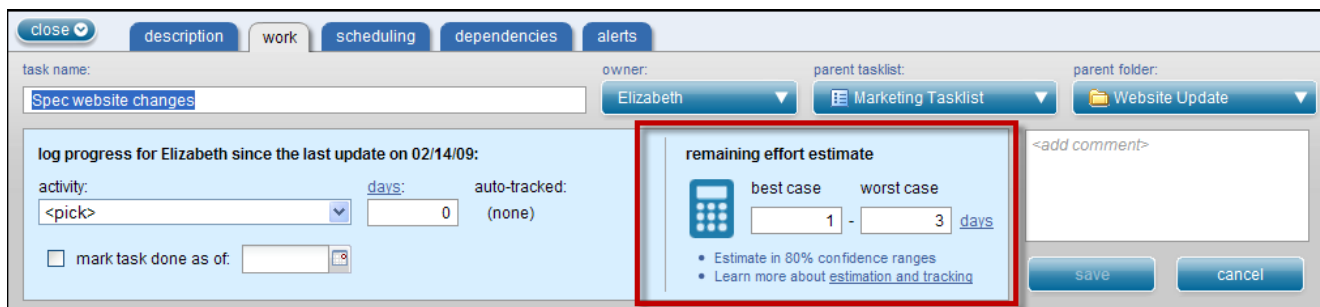 close
description work scheduling dependencies alerts
task name: owner: parent tasklist: parent folder:
Spec website changes Elizabeth Marketing Tasklist Website Update
log progress for Elizabeth since the last update on 02/14/09:
activity: days: auto-tracked:
<pick> 0 (none)
mark task done as of:
remaining effort estimate
best case worst case
1 - 3 days
• Estimate in 80% confidence ranges
• Learn more about estimation and tracking
<add comment>
save cancel